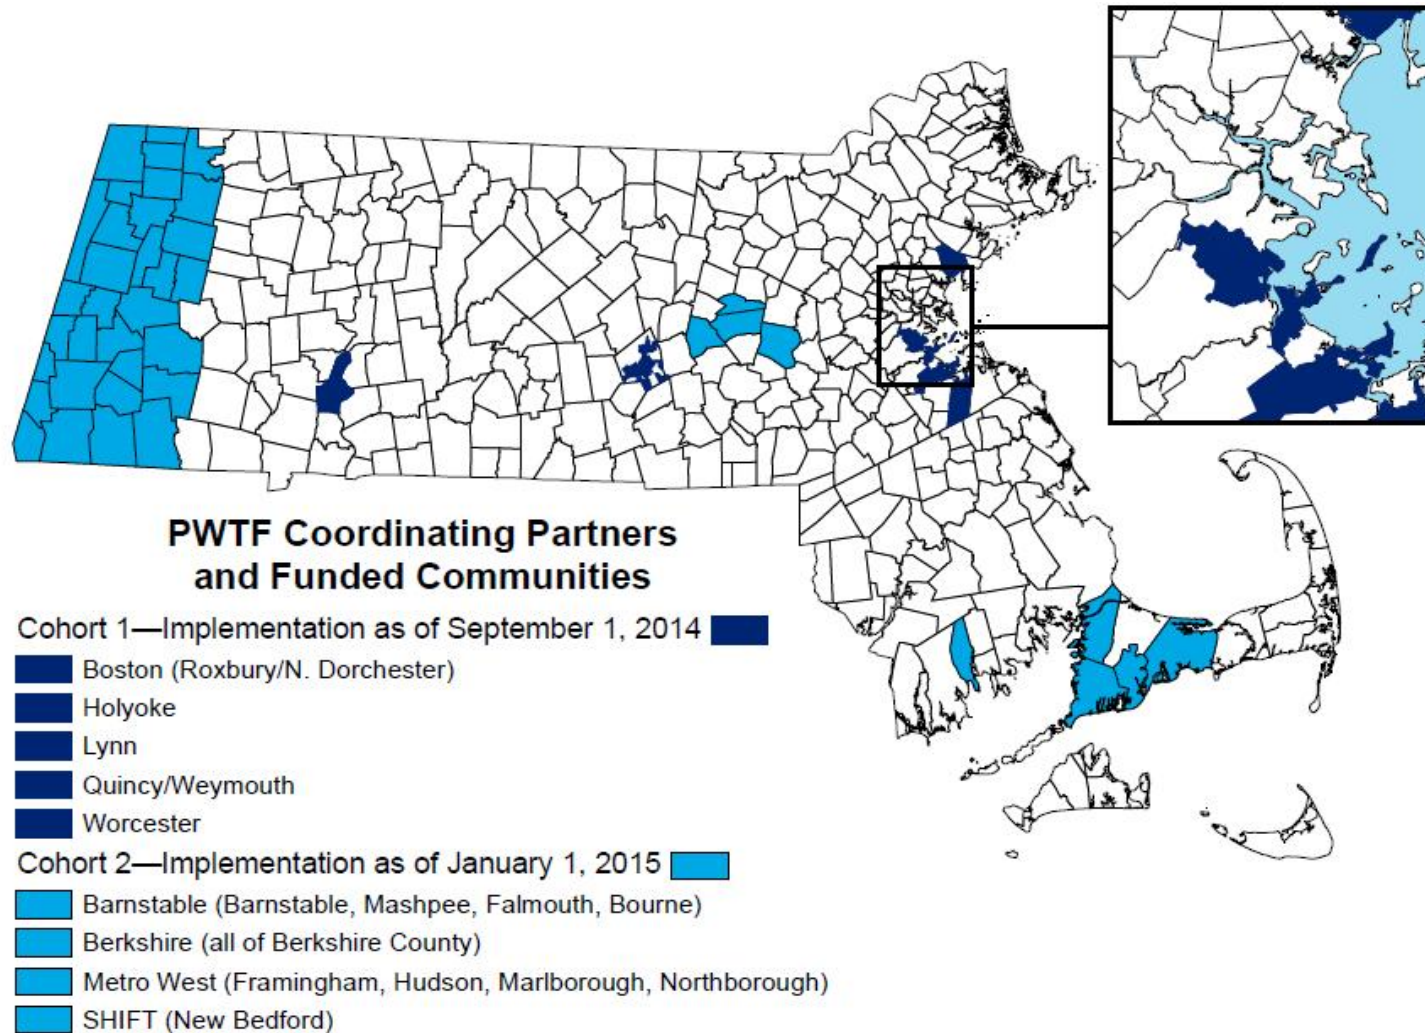 PWTF Coordinating Partners
and Funded Communities
Cohort 1—Implementation as of September 1, 2014
Boston (Roxbury/N. Dorchester)
Holyoke
Lynn
Quincy/Weymouth
Worcester
Cohort 2—Implementation as of January 1, 2015
Barnstable (Barnstable, Mashpee, Falmouth, Bourne)
Berkshire (all of Berkshire County)
Metro West (Framingham, Hudson, Marlborough, Northborough)
SHIFT (New Bedford)